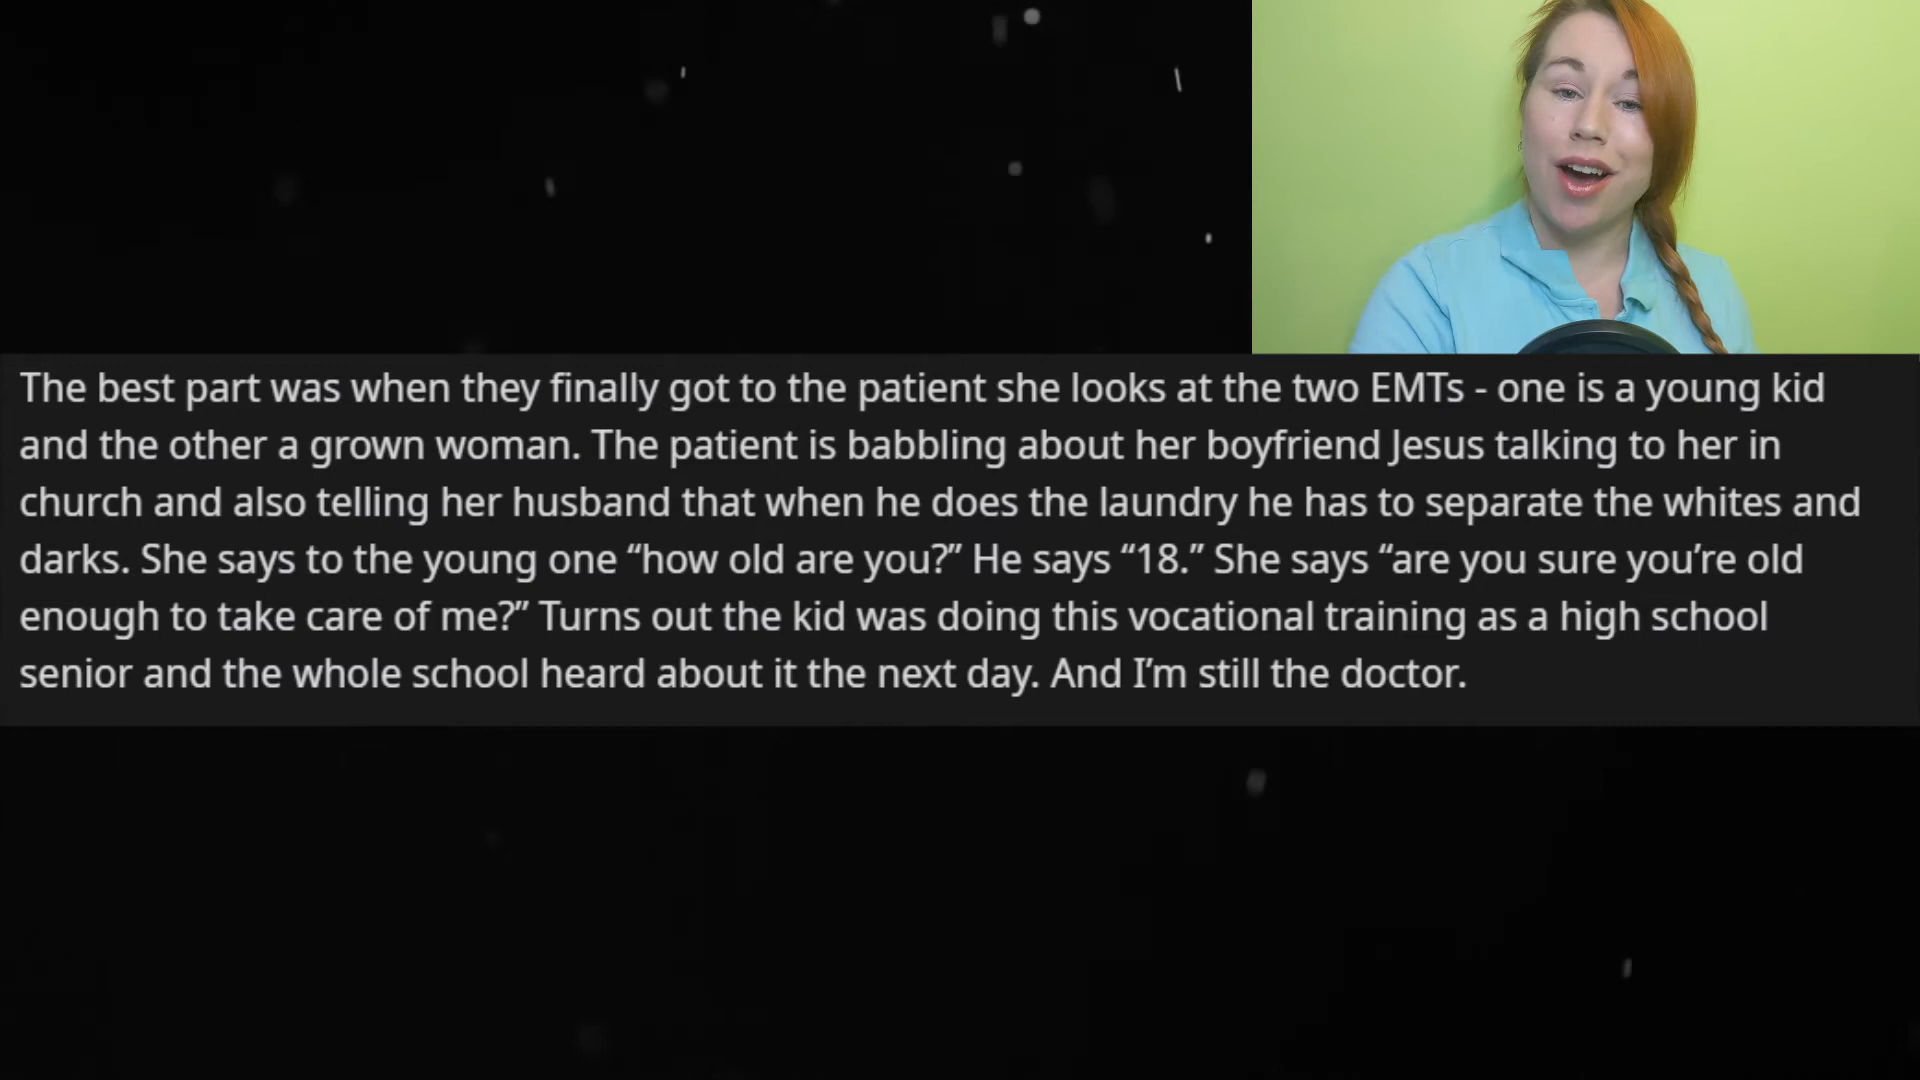 The best part was when they finally got to the patient she looks at the two EMTs - one is a young kid
and the other a grown woman. The patient is babbling about her boyfriend Jesus talking to her in
church and also telling her husband that when he does the laundry he has to separate the whites and
darks. She says to the young one “how old are you?” He says “18.” She says “are you sure you’re old
enough to take care of me?” Turns out the kid was doing this vocational training as a high school
senior and the whole school heard about it the next day. And I’m still the doctor.